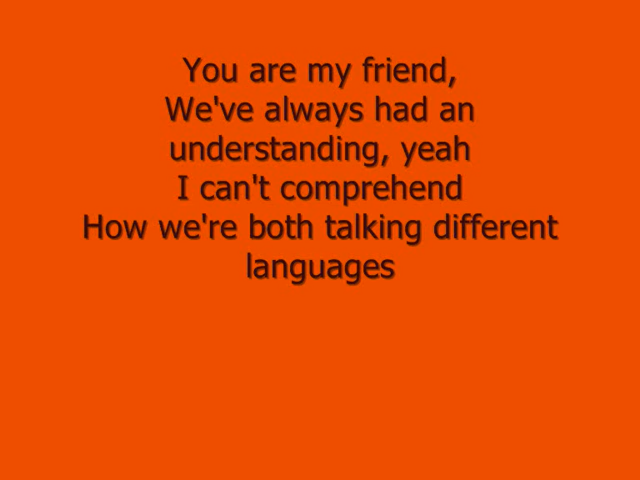 You are my friend,
We've always had an
understanding, yeah
I can't comprehend
How we're both talking different
languages